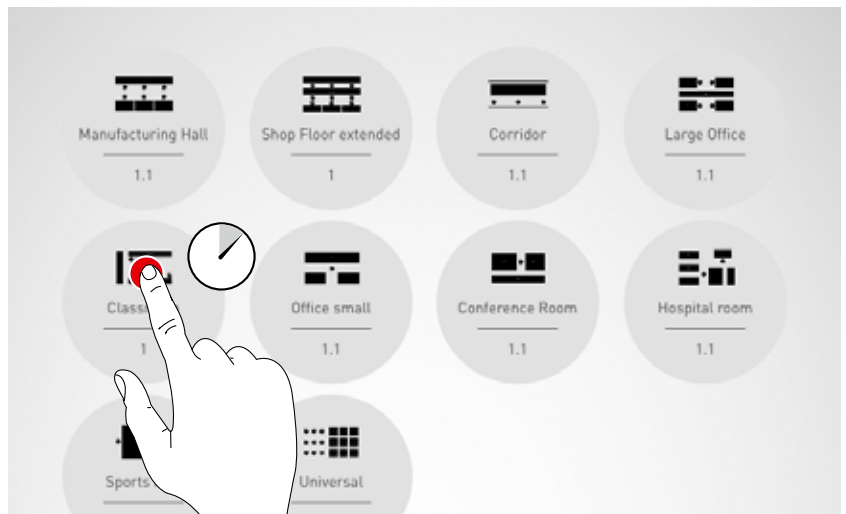 Manufacturing Hall
1.1
Shop Floor extended
1
Corridor
1.1
Large Office
1.1
1
Office small
1.1
Conference Room
1.1
Hospital room
1.1
Sports
Universal